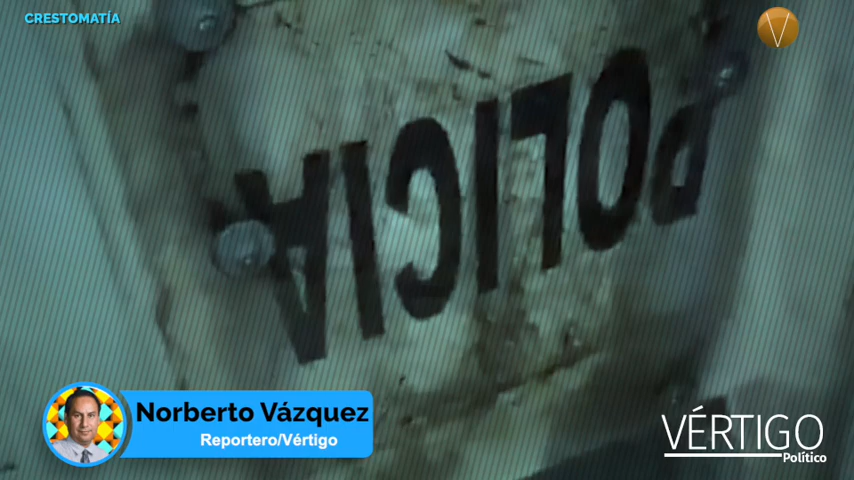 CRESTOMATÍA
V
POLICIA
Norberto Vázquez
Reportero/Vértigo
VÉRTIGO
Político